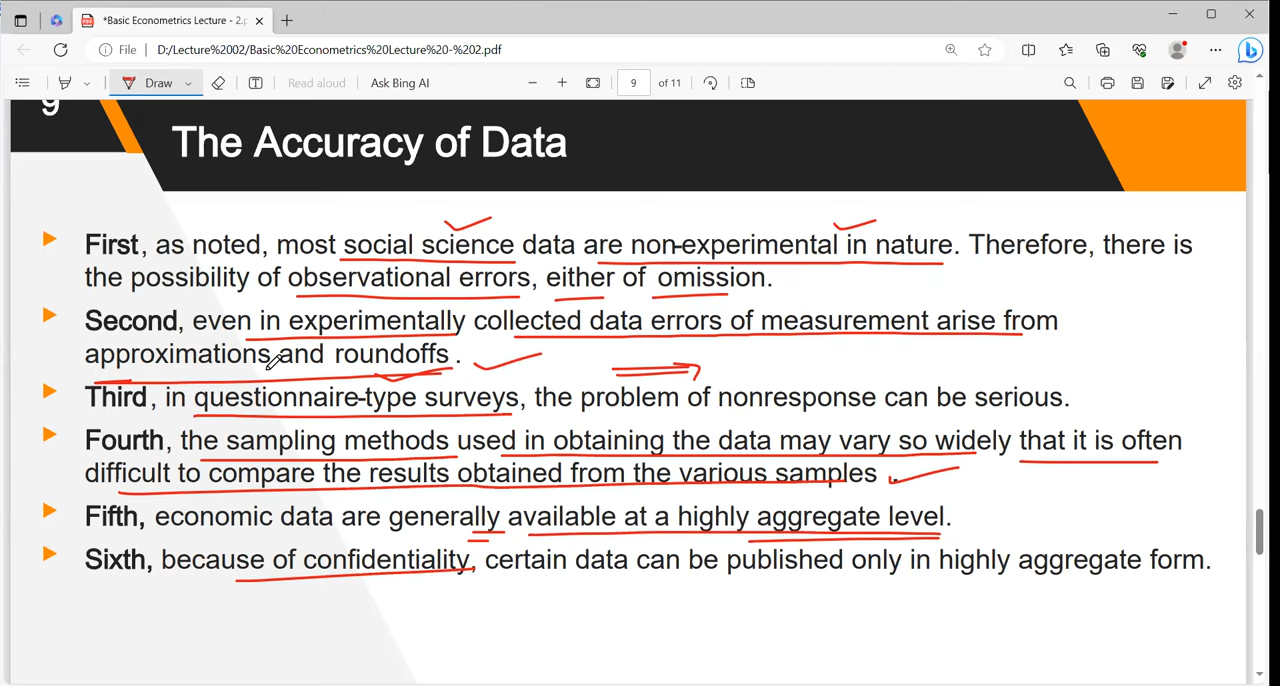 *Basic Econometrics Lecture - 2.p
File
D:/Lecture%2002/Basic%20Econometrics%20Lecture%20-%202.pdf
Draw
Read aloud
Ask Bing AI
9
of 11
9
The Accuracy of Data
First, as noted, most social science data are non-experimental in nature. Therefore, there is
the possibility of observational errors, either of omission.
Second, even in experimentally collected data errors of measurement arise from
approximations and roundoffs .
Third, in questionnaire-type surveys, the problem of nonresponse can be serious.
Fourth, the sampling methods used in obtaining the data may vary so widely that it is often
difficult to compare the results obtained from the various samples .
Fifth, economic data are generally available at a highly aggregate level.
Sixth, because of confidentiality, certain data can be published only in highly aggregate form.